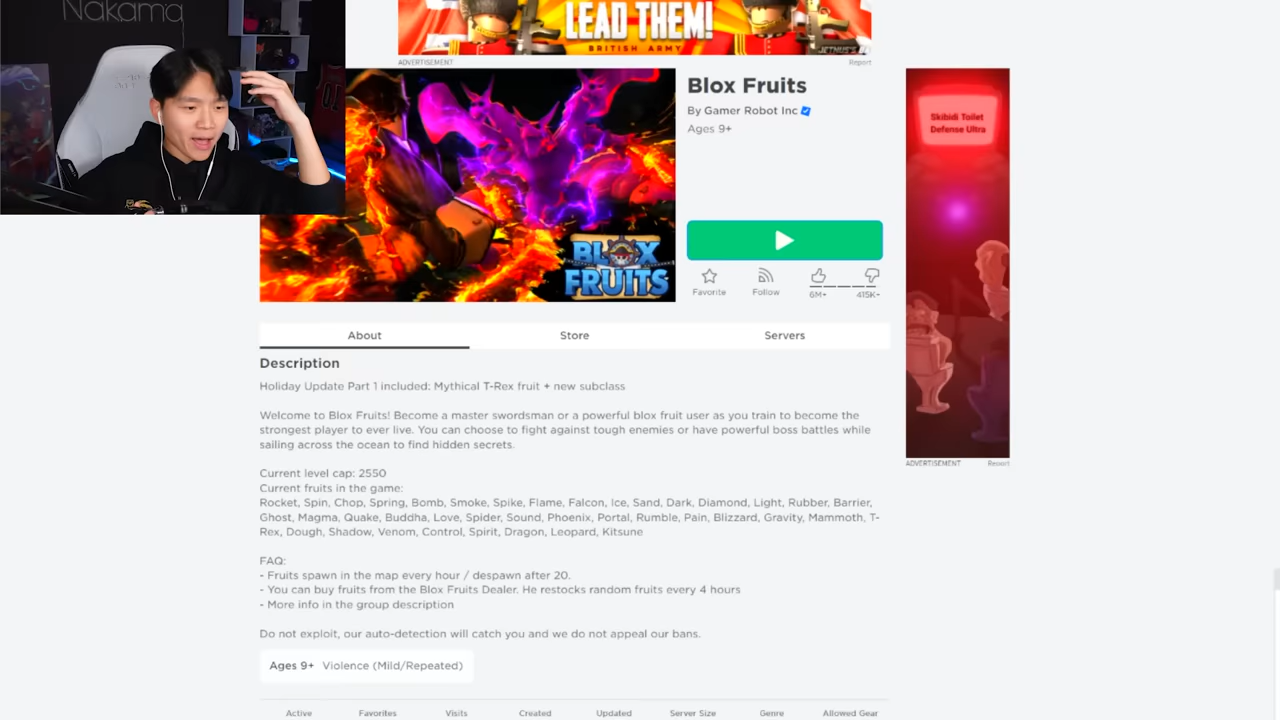 Nakama
LEAD THEM!
BRITISH ARMY
JETHUS'S BA
ADVERTISEMENT
Report
BLOX
FRUITS
Blox Fruits
By Gamer Robot Inc
Ages 9+
Favorite
Follow
6M+
415K+
Skibidi Toilet
Defense Ultra
ADVERTISEMENT
Report
About
Store
Servers
Description
Holiday Update Part 1 included: Mythical T-Rex fruit + new subclass
Welcome to Blox Fruits! Become a master swordsman or a powerful blox fruit user as you train to become the
strongest player to ever live. You can choose to fight against tough enemies or have powerful boss battles while
sailing across the ocean to find hidden secrets.
Current level cap: 2550
Current fruits in the game:
Rocket, Spin, Chop, Spring, Bomb, Smoke, Spike, Flame, Falcon, Ice, Sand, Dark, Diamond, Light, Rubber, Barrier,
Ghost, Magma, Quake, Buddha, Love, Spider, Sound, Phoenix, Portal, Rumble, Pain, Blizzard, Gravity, Mammoth, T-
Rex, Dough, Shadow, Venom, Control, Spirit, Dragon, Leopard, Kitsune
FAQ:
- Fruits spawn in the map every hour / despawn after 20.
- You can buy fruits from the Blox Fruits Dealer. He restocks random fruits every 4 hours
- More info in the group description
Do not exploit, our auto-detection will catch you and we do not appeal our bans.
Ages 9+ Violence (Mild/Repeated)
Active
Favorites
Visits
Created
Updated
Server Size
Genre
Allowed Gear